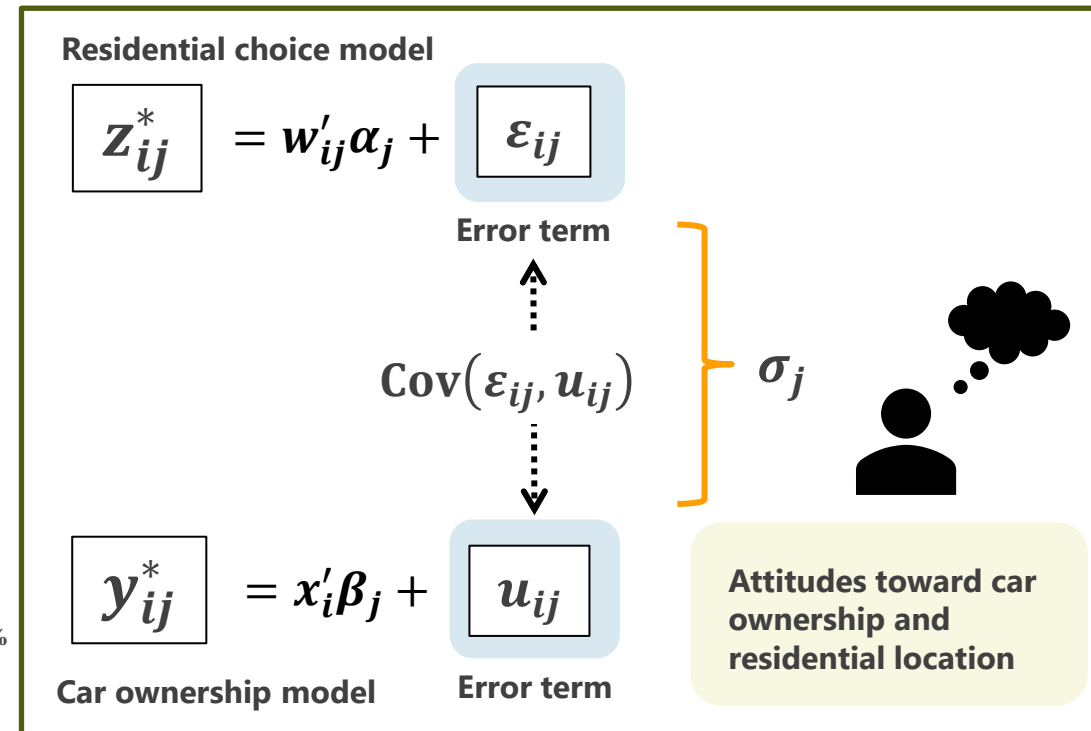 Residential choice model
z*ij = w′ijαj + εij
Error term
Cov(εij, uij)
σj
y*ij = x′iβj + uij
%
Car ownership model
Error term
Attitudes toward car
ownership and
residential location